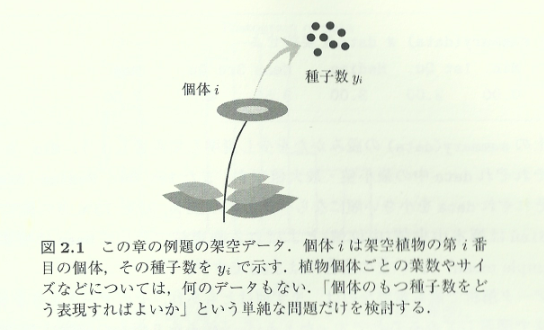 種子数 yi
個体 i
図 2.1　この章の例題の架空データ．個体 i は架空植物の第 i 番
目の個体，その種子数を yi で示す．植物個体ごとの葉数やサイ
ズなどについては，何のデータもない．「個体のもつ種子数をど
う表現すればよいか」という単純な問題だけを検討する．